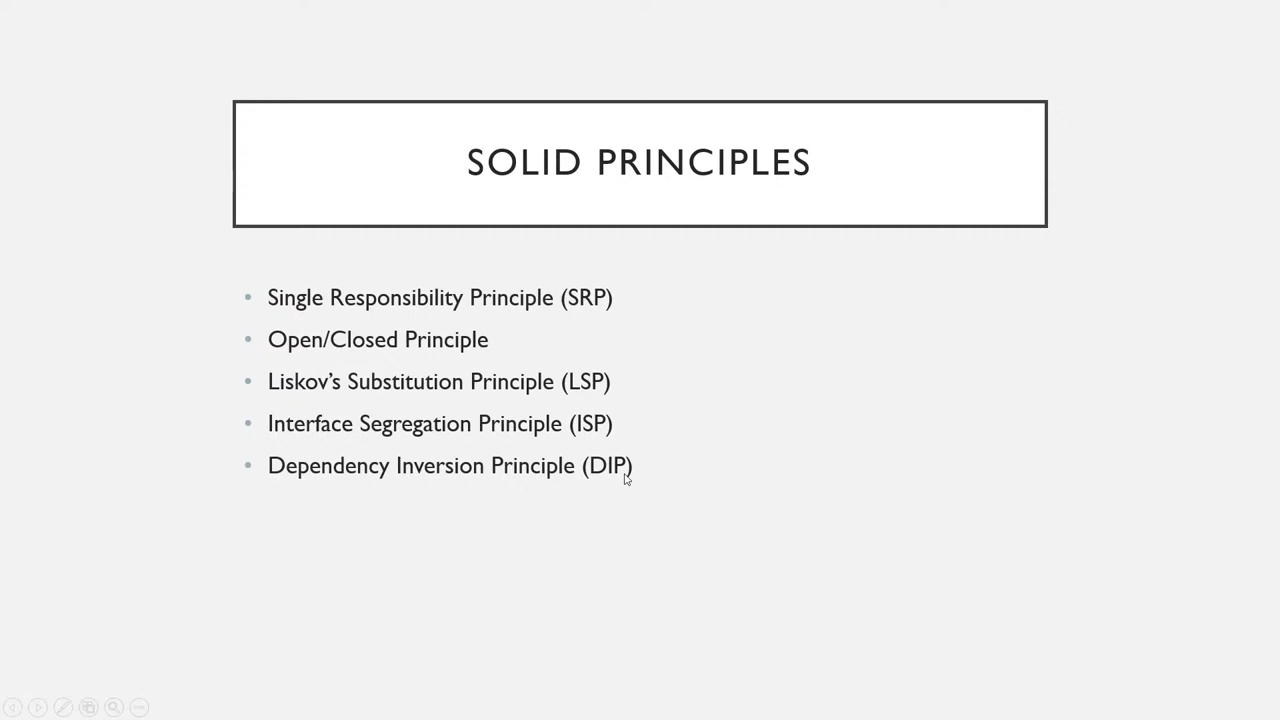 SOLID PRINCIPLES
• Single Responsibility Principle (SRP)
• Open/Closed Principle
• Liskov’s Substitution Principle (LSP)
• Interface Segregation Principle (ISP)
• Dependency Inversion Principle (DIP)